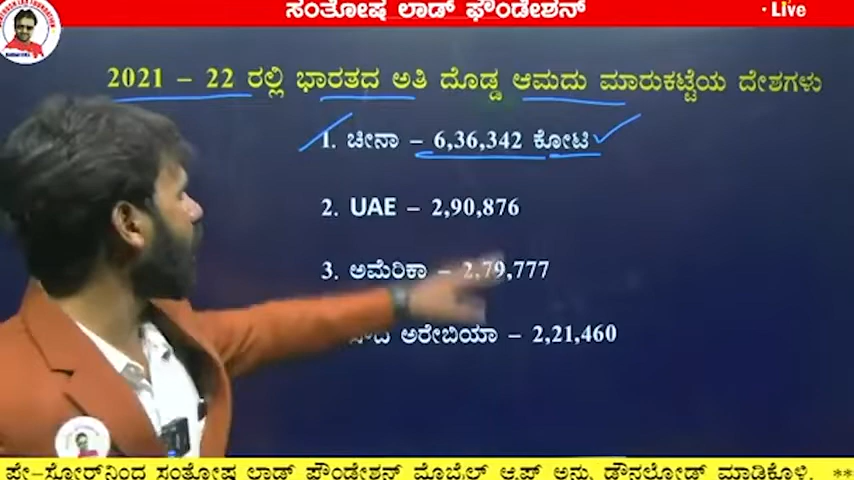 ಸಂತೋಷ ಲಾಡ್ ಫೌಂಡೇಶನ್
Live
2021 – 22 ರಲ್ಲಿ ಭಾರತದ ಅತಿ ದೊಡ್ಡ ಆಮದು ಮಾರುಕಟ್ಟೆಯ ದೇಶಗಳು
1. ಚೀನಾ – 6,36,342 ಕೋಟಿ
2. UAE – 2,90,876
3. ಅಮೆರಿಕಾ – 2,79,777
ಅರೇಬಿಯಾ – 2,21,460
ಪ್ಲೇ-ಸ್ಟೋರ್‌ನಿಂದ ಸಂತೋಷ ಲಾಡ್ ಫೌಂಡೇಶನ್ ಮೊಬೈಲ್ ಆಪ್ ಅನ್ನು ಡೌನ್ಲೋಡ್ ಮಾಡಿಕೊಳ್ಳಿ. **